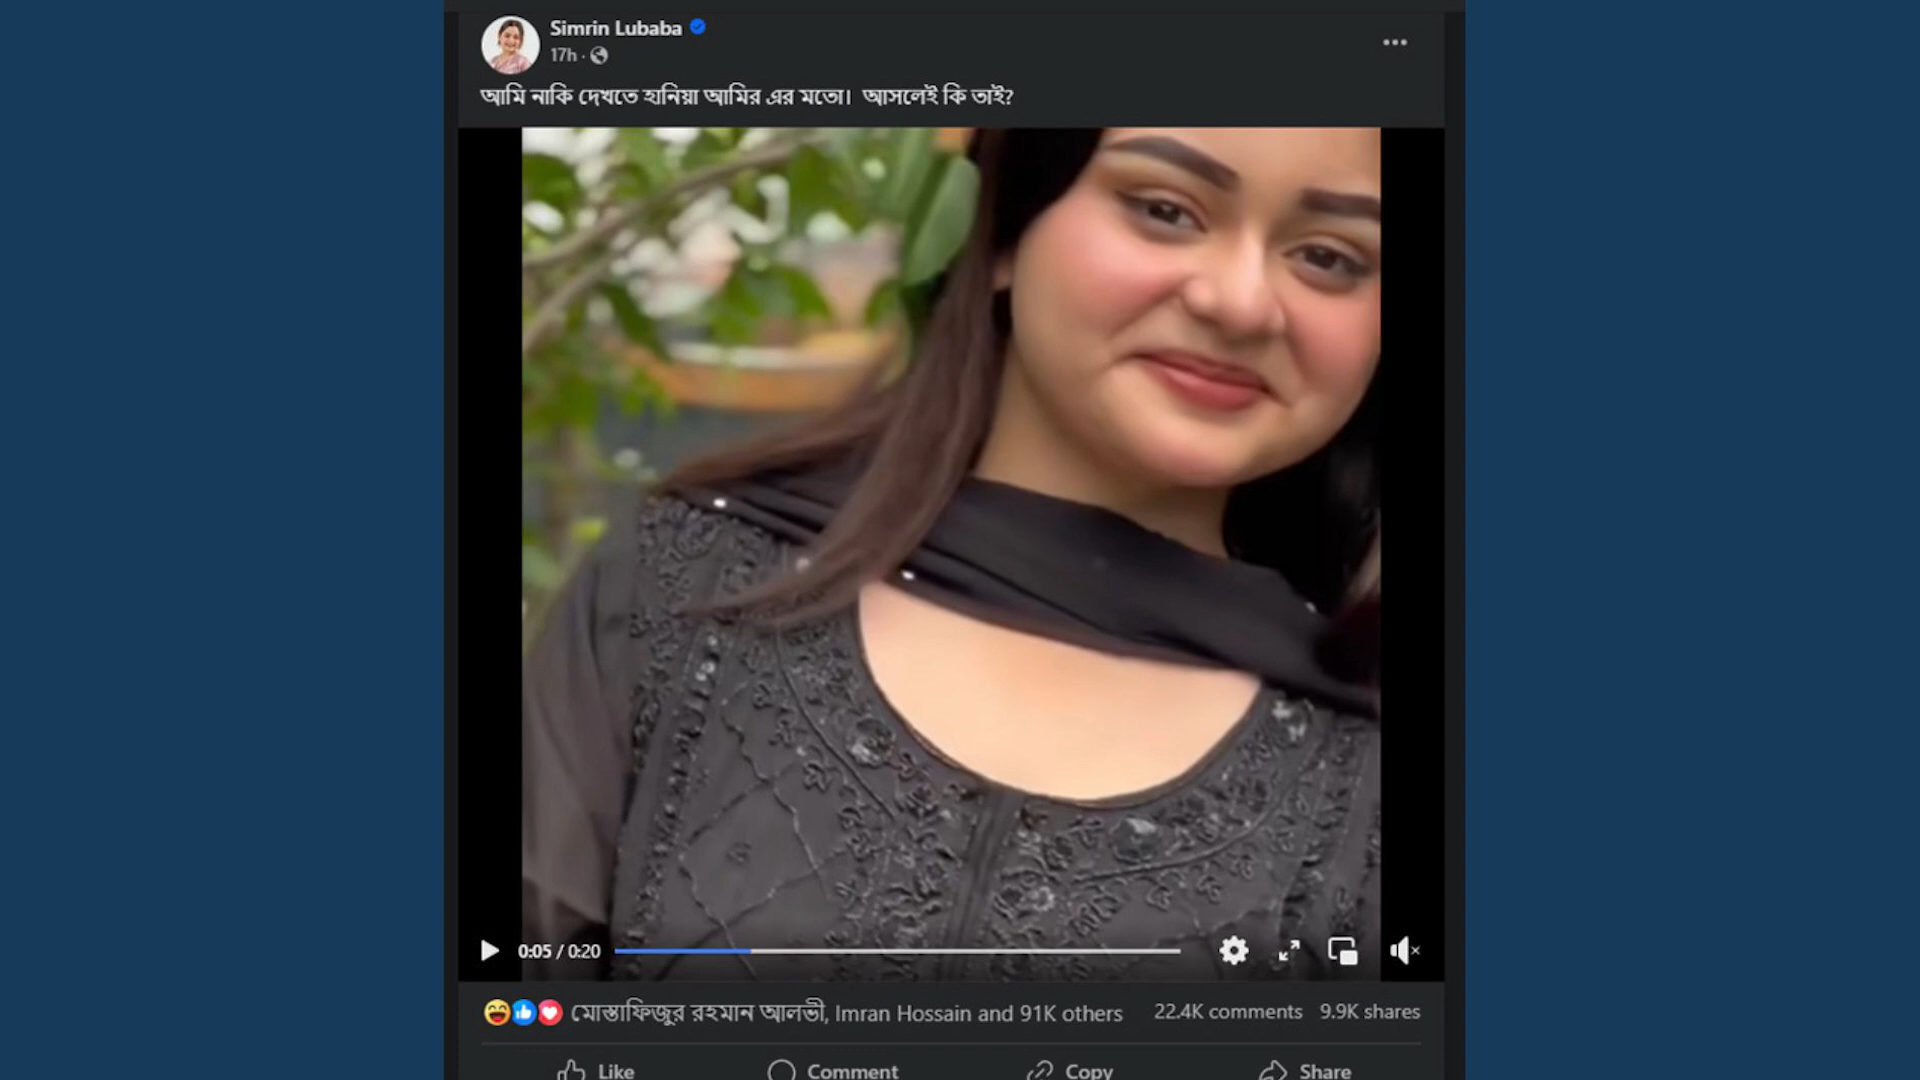 Simrin Lubaba
17h ·
আমি নাকি দেখতে হানিয়া আমির এর মতো। আসলেই কি তাই?
0:05 / 0:20
মোস্তাফিজুর রহমান আলভী, Imran Hossain and 91K others 22.4K comments 9.9K shares
Like Comment Copy Share